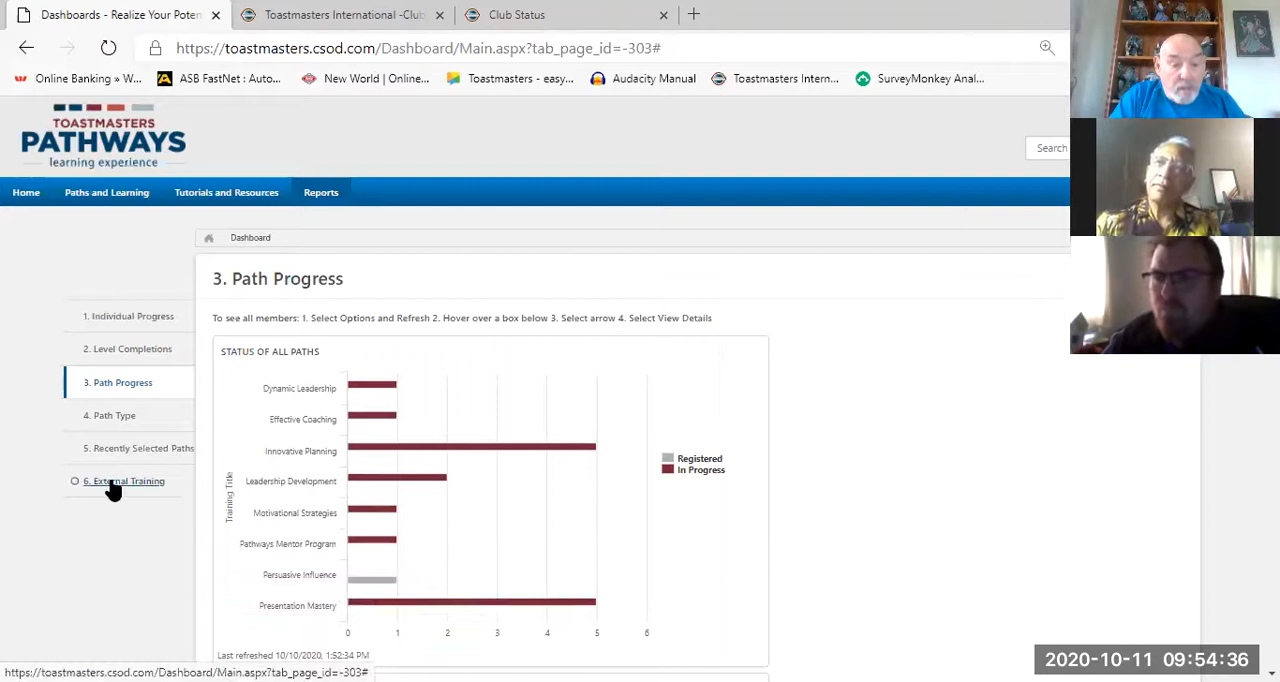 Dashboards - Realize Your Poten
Toastmasters International -Club
Club Status
https://toastmasters.csod.com/Dashboard/Main.aspx?tab_page_id=-303#
Online Banking » W...
ASB FastNet : Auto...
New World | Online...
Toastmasters - easy...
Audacity Manual
Toastmasters Intern...
SurveyMonkey Anal...
TOASTMASTERS
PATHWAYS
learning experience
Search
Home
Paths and Learning
Tutorials and Resources
Reports
Dashboard
3. Path Progress
To see all members: 1. Select Options and Refresh 2. Hover over a box below 3. Select arrow 4. Select View Details
1. Individual Progress
2. Level Completions
3. Path Progress
4. Path Type
5. Recently Selected Paths
6. External Training
STATUS OF ALL PATHS
Training Title
Dynamic Leadership
Effective Coaching
Innovative Planning
Leadership Development
Motivational Strategies
Pathways Mentor Program
Persuasive Influence
Presentation Mastery
0 1 2 3 4 5 6
Registered
In Progress
Last refreshed 10/10/2020, 1:52:34 PM
https://toastmasters.csod.com/Dashboard/Main.aspx?tab_page_id=-303#
2020-10-11 09:54:36